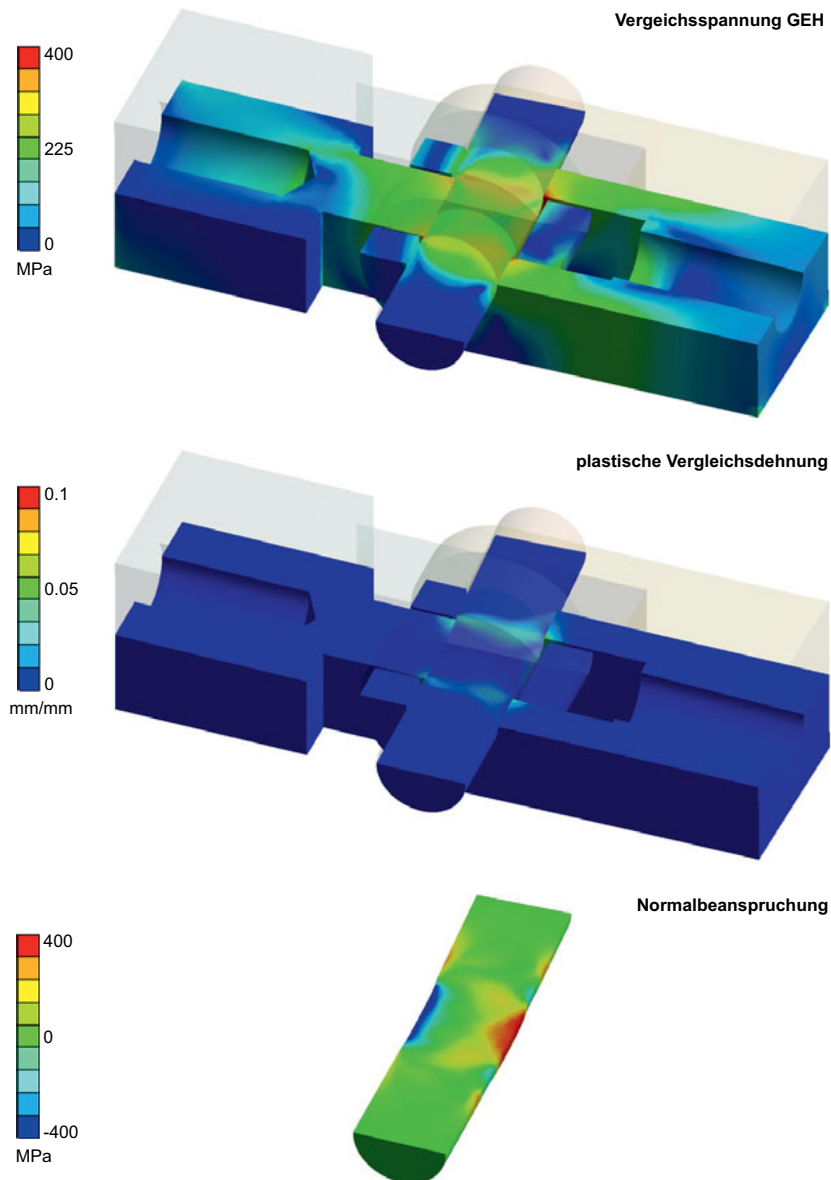 Vergeichsspannung GEH
400
225
0
MPa
plastische Vergleichsdehnung
0.1
0.05
0
mm/mm
Normalbeanspruchung
400
0
-400
MPa